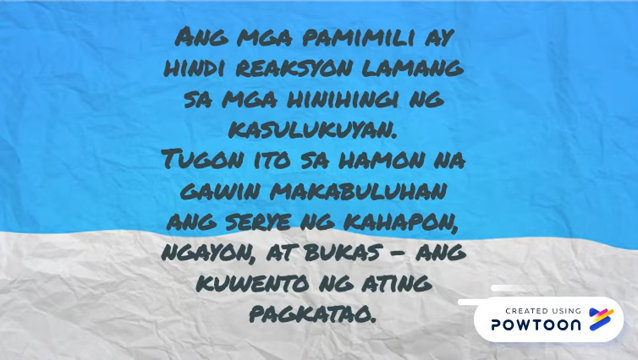 Ang mga pamimili ay
hindi reaksyon lamang
sa mga hinihingi ng
kasulukuyan.
Tugon ito sa hamon na
gawin makabuluhan
ang serye ng kahapon,
ngayon, at bukas – ang
kuwento ng ating
pagkatao.
CREATED USING
POWTOON